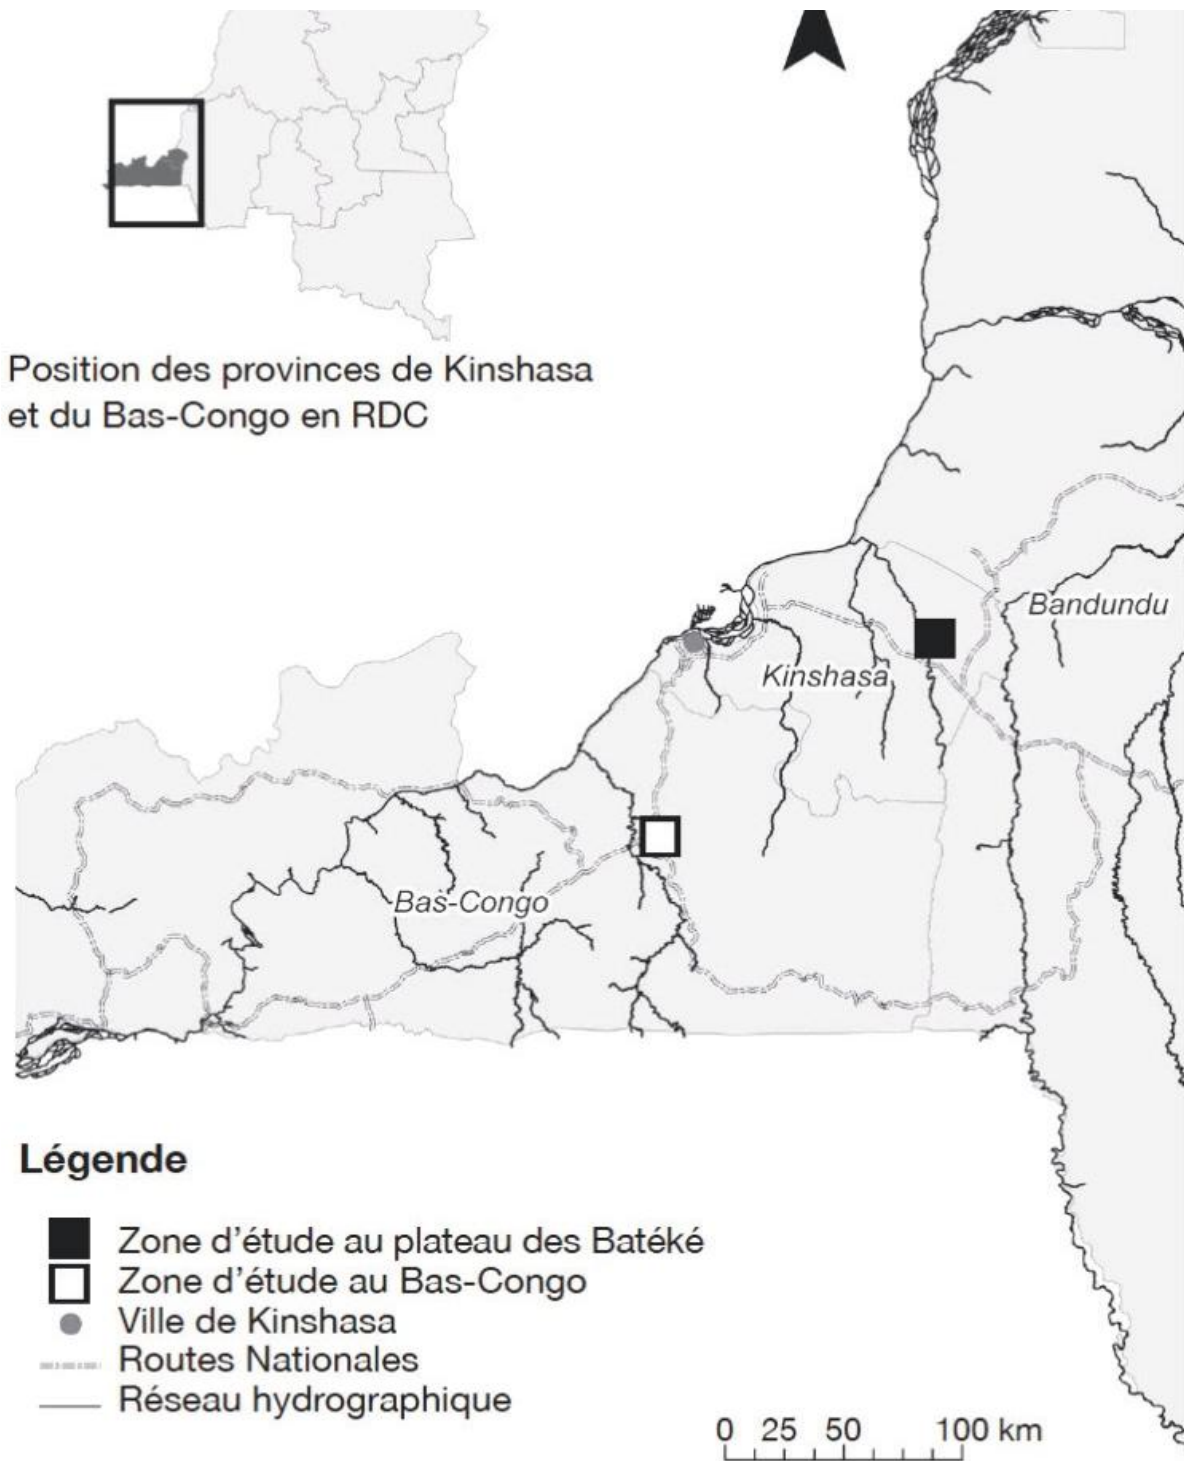 Position des provinces de Kinshasa
et du Bas-Congo en RDC
Bandundu
Kinshasa
Bas-Congo
Légende
Zone d'étude au plateau des Batéké
Zone d'étude au Bas-Congo
Ville de Kinshasa
Routes Nationales
Réseau hydrographique
0 25 50 100 km